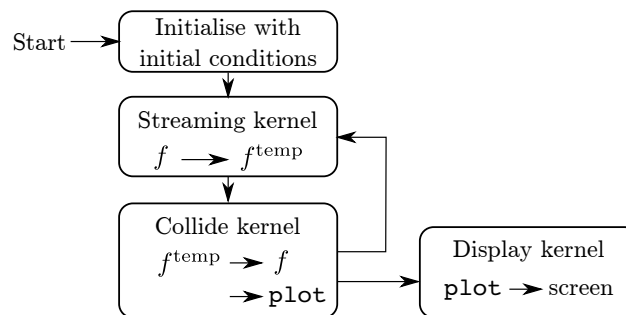 Start
Initialise with
initial conditions
Streaming kernel
f → f^temp
Collide kernel
f^temp → f
→ plot
Display kernel
plot → screen